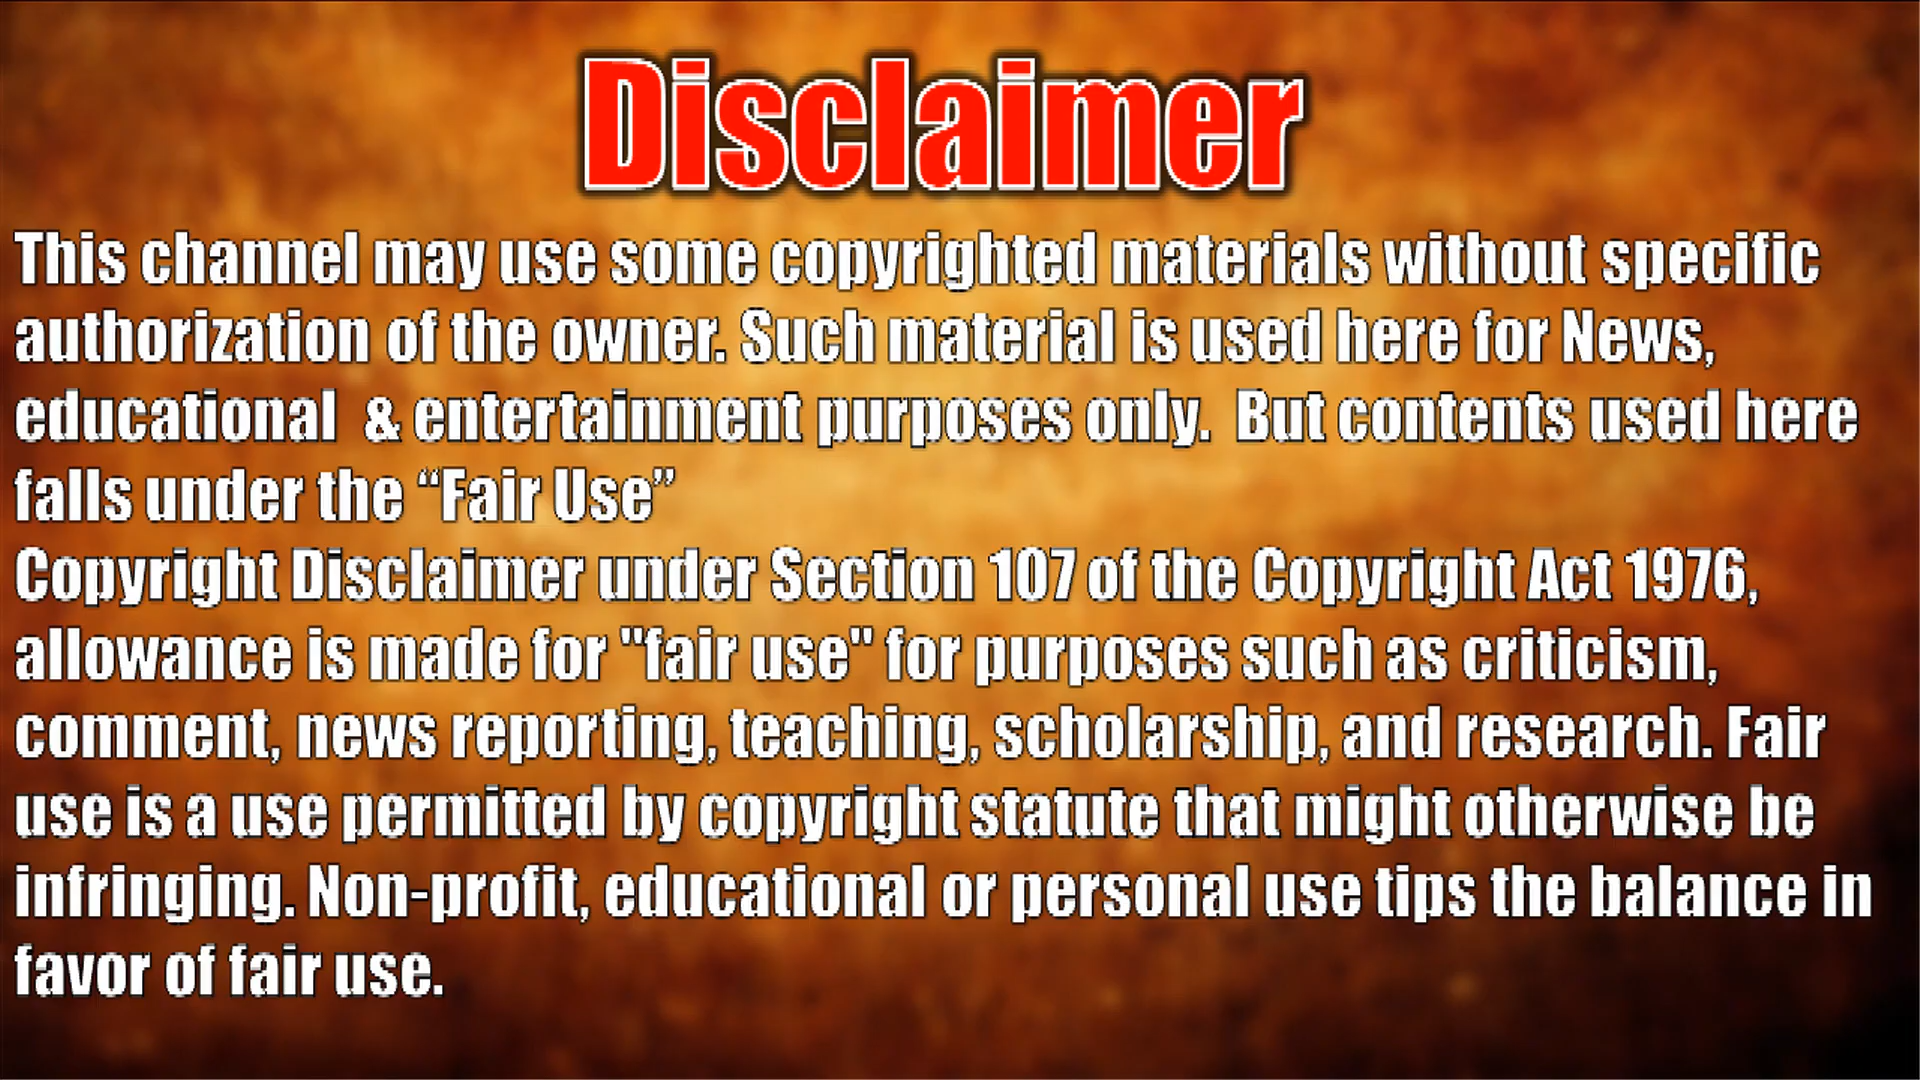 Disclaimer
This channel may use some copyrighted materials without specific
authorization of the owner. Such material is used here for News,
educational  & entertainment purposes only.  But contents used here
falls under the “Fair Use”
Copyright Disclaimer under Section 107 of the Copyright Act 1976,
allowance is made for "fair use" for purposes such as criticism,
comment, news reporting, teaching, scholarship, and research. Fair
use is a use permitted by copyright statute that might otherwise be
infringing. Non-profit, educational or personal use tips the balance in
favor of fair use.